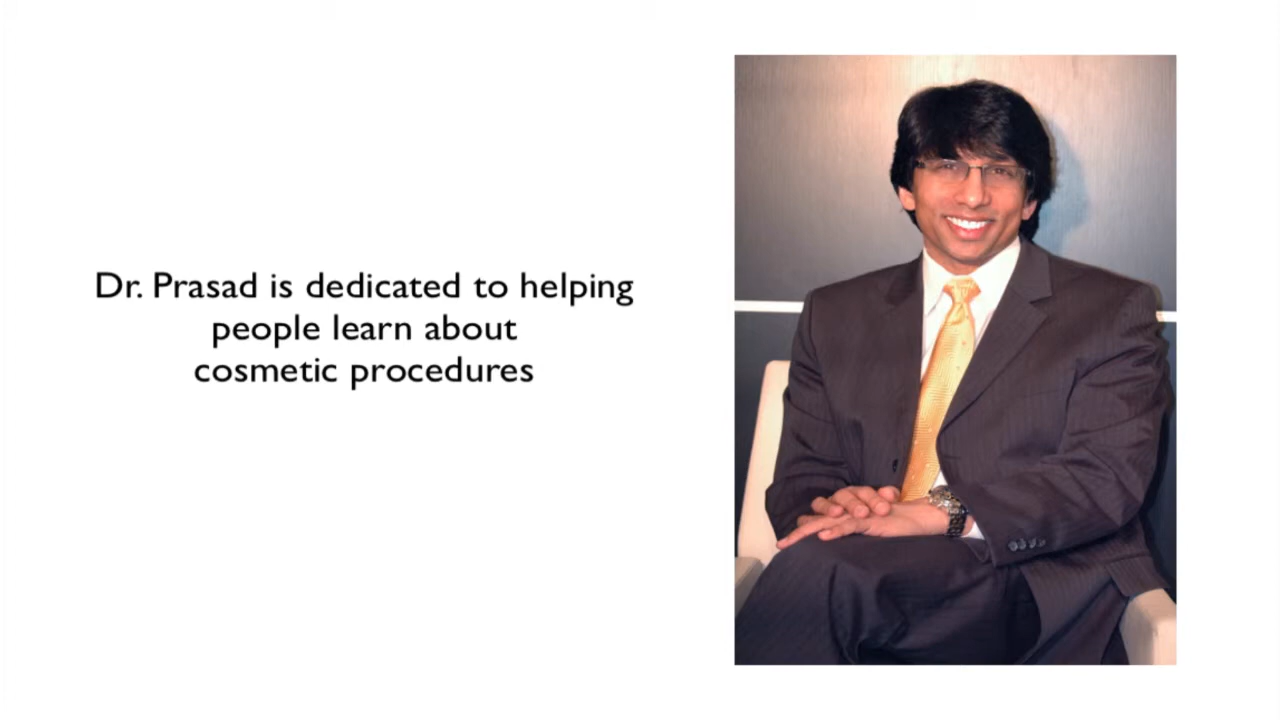 Dr. Prasad is dedicated to helping
people learn about
cosmetic procedures